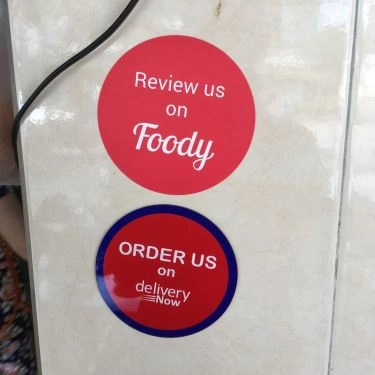 Review us
on
Foody
ORDER US
on
delivery
Now